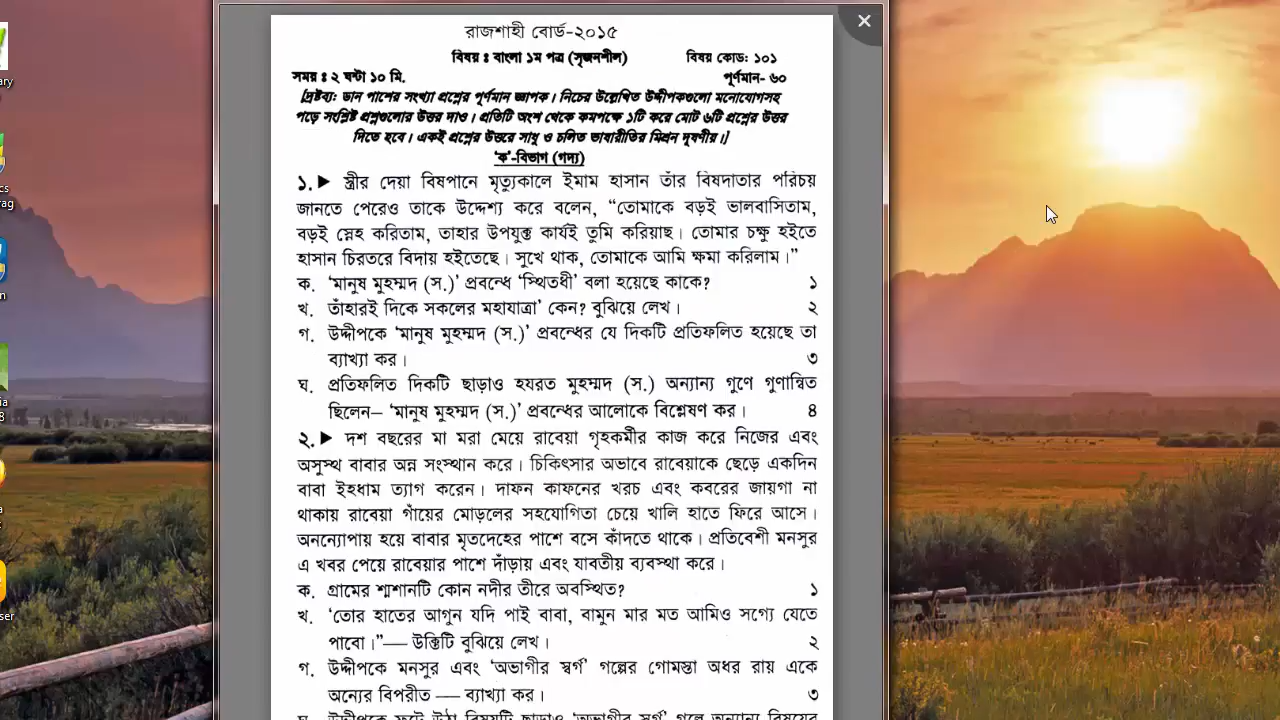 রাজশাহী বোর্ড-২০১৫
বিষয় ঃ বাংলা ১ম পত্র (সৃজনশীল) বিষয় কোড: ১০১
সময় ঃ ২ ঘন্টা ১০ মি. পূর্ণমান- ৬০
[দ্রষ্টব্য: ডান পাশের সংখ্যা প্রশ্নের পূর্ণমান জ্ঞাপক। নিচের উল্লেখিত উদ্দীপকগুলো মনোযোগসহ
পড়ে সংশ্লিষ্ট প্রশ্নগুলোর উত্তর দাও। প্রতিটি অংশ থেকে কমপক্ষে ১টি করে মোট ৬টি প্রশ্নের উত্তর
দিতে হবে। একই প্রশ্নের উত্তরে সাধু ও চলিত ভাষারীতির মিশ্রন দূষণীয়।]
‘ক’-বিভাগ (গদ্য)
১.▶ স্ত্রীর দেয়া বিষপানে মৃত্যুকালে ইমাম হাসান তাঁর বিষদাতার পরিচয়
জানতে পেরেও তাকে উদ্দেশ্য করে বলেন, “তোমাকে বড়ই ভালবাসিতাম,
বড়ই স্নেহ করিতাম, তাহার উপযুক্ত কার্যই তুমি করিয়াছ। তোমার চক্ষু হইতে
হাসান চিরতরে বিদায় হইতেছে। সুখে থাক, তোমাকে আমি ক্ষমা করিলাম।”
ক. ‘মানুষ মুহম্মদ (স.)’ প্রবন্ধে ‘স্থিতধী’ বলা হয়েছে কাকে? ১
খ. তাঁহারই দিকে সকলের মহাযাত্রা’ কেন? বুঝিয়ে লেখ। ২
গ. উদ্দীপকে ‘মানুষ মুহম্মদ (স.)’ প্রবন্ধের যে দিকটি প্রতিফলিত হয়েছে তা
ব্যাখ্যা কর। ৩
ঘ. প্রতিফলিত দিকটি ছাড়াও হযরত মুহম্মদ (স.) অন্যান্য গুণে গুণান্বিত
ছিলেন– ‘মানুষ মুহম্মদ (স.)’ প্রবন্ধের আলোকে বিশ্লেষণ কর। ৪
২.▶ দশ বছরের মা মরা মেয়ে রাবেয়া গৃহকর্মীর কাজ করে নিজের এবং
অসুস্থ বাবার অন্ন সংস্থান করে। চিকিৎসার অভাবে রাবেয়াকে ছেড়ে একদিন
বাবা ইহধাম ত্যাগ করেন। দাফন কাফনের খরচ এবং কবরের জায়গা না
থাকায় রাবেয়া গাঁয়ের মোড়লের সহযোগিতা চেয়ে খালি হাতে ফিরে আসে।
অনন্যোপায় হয়ে বাবার মৃতদেহের পাশে বসে কাঁদতে থাকে। প্রতিবেশী মনসুর
এ খবর পেয়ে রাবেয়ার পাশে দাঁড়ায় এবং যাবতীয় ব্যবস্থা করে।
ক. গ্রামের শ্মশানটি কোন নদীর তীরে অবস্থিত? ১
খ. ‘তোর হাতের আগুন যদি পাই বাবা, বামুন মার মত আমিও সগ্যে যেতে
পাবো।”— উক্তিটি বুঝিয়ে লেখ। ২
গ. উদ্দীপকে মনসুর এবং ‘অভাগীর স্বর্গ’ গল্পের গোমস্তা অধর রায় একে
অন্যের বিপরীত — ব্যাখ্যা কর। ৩